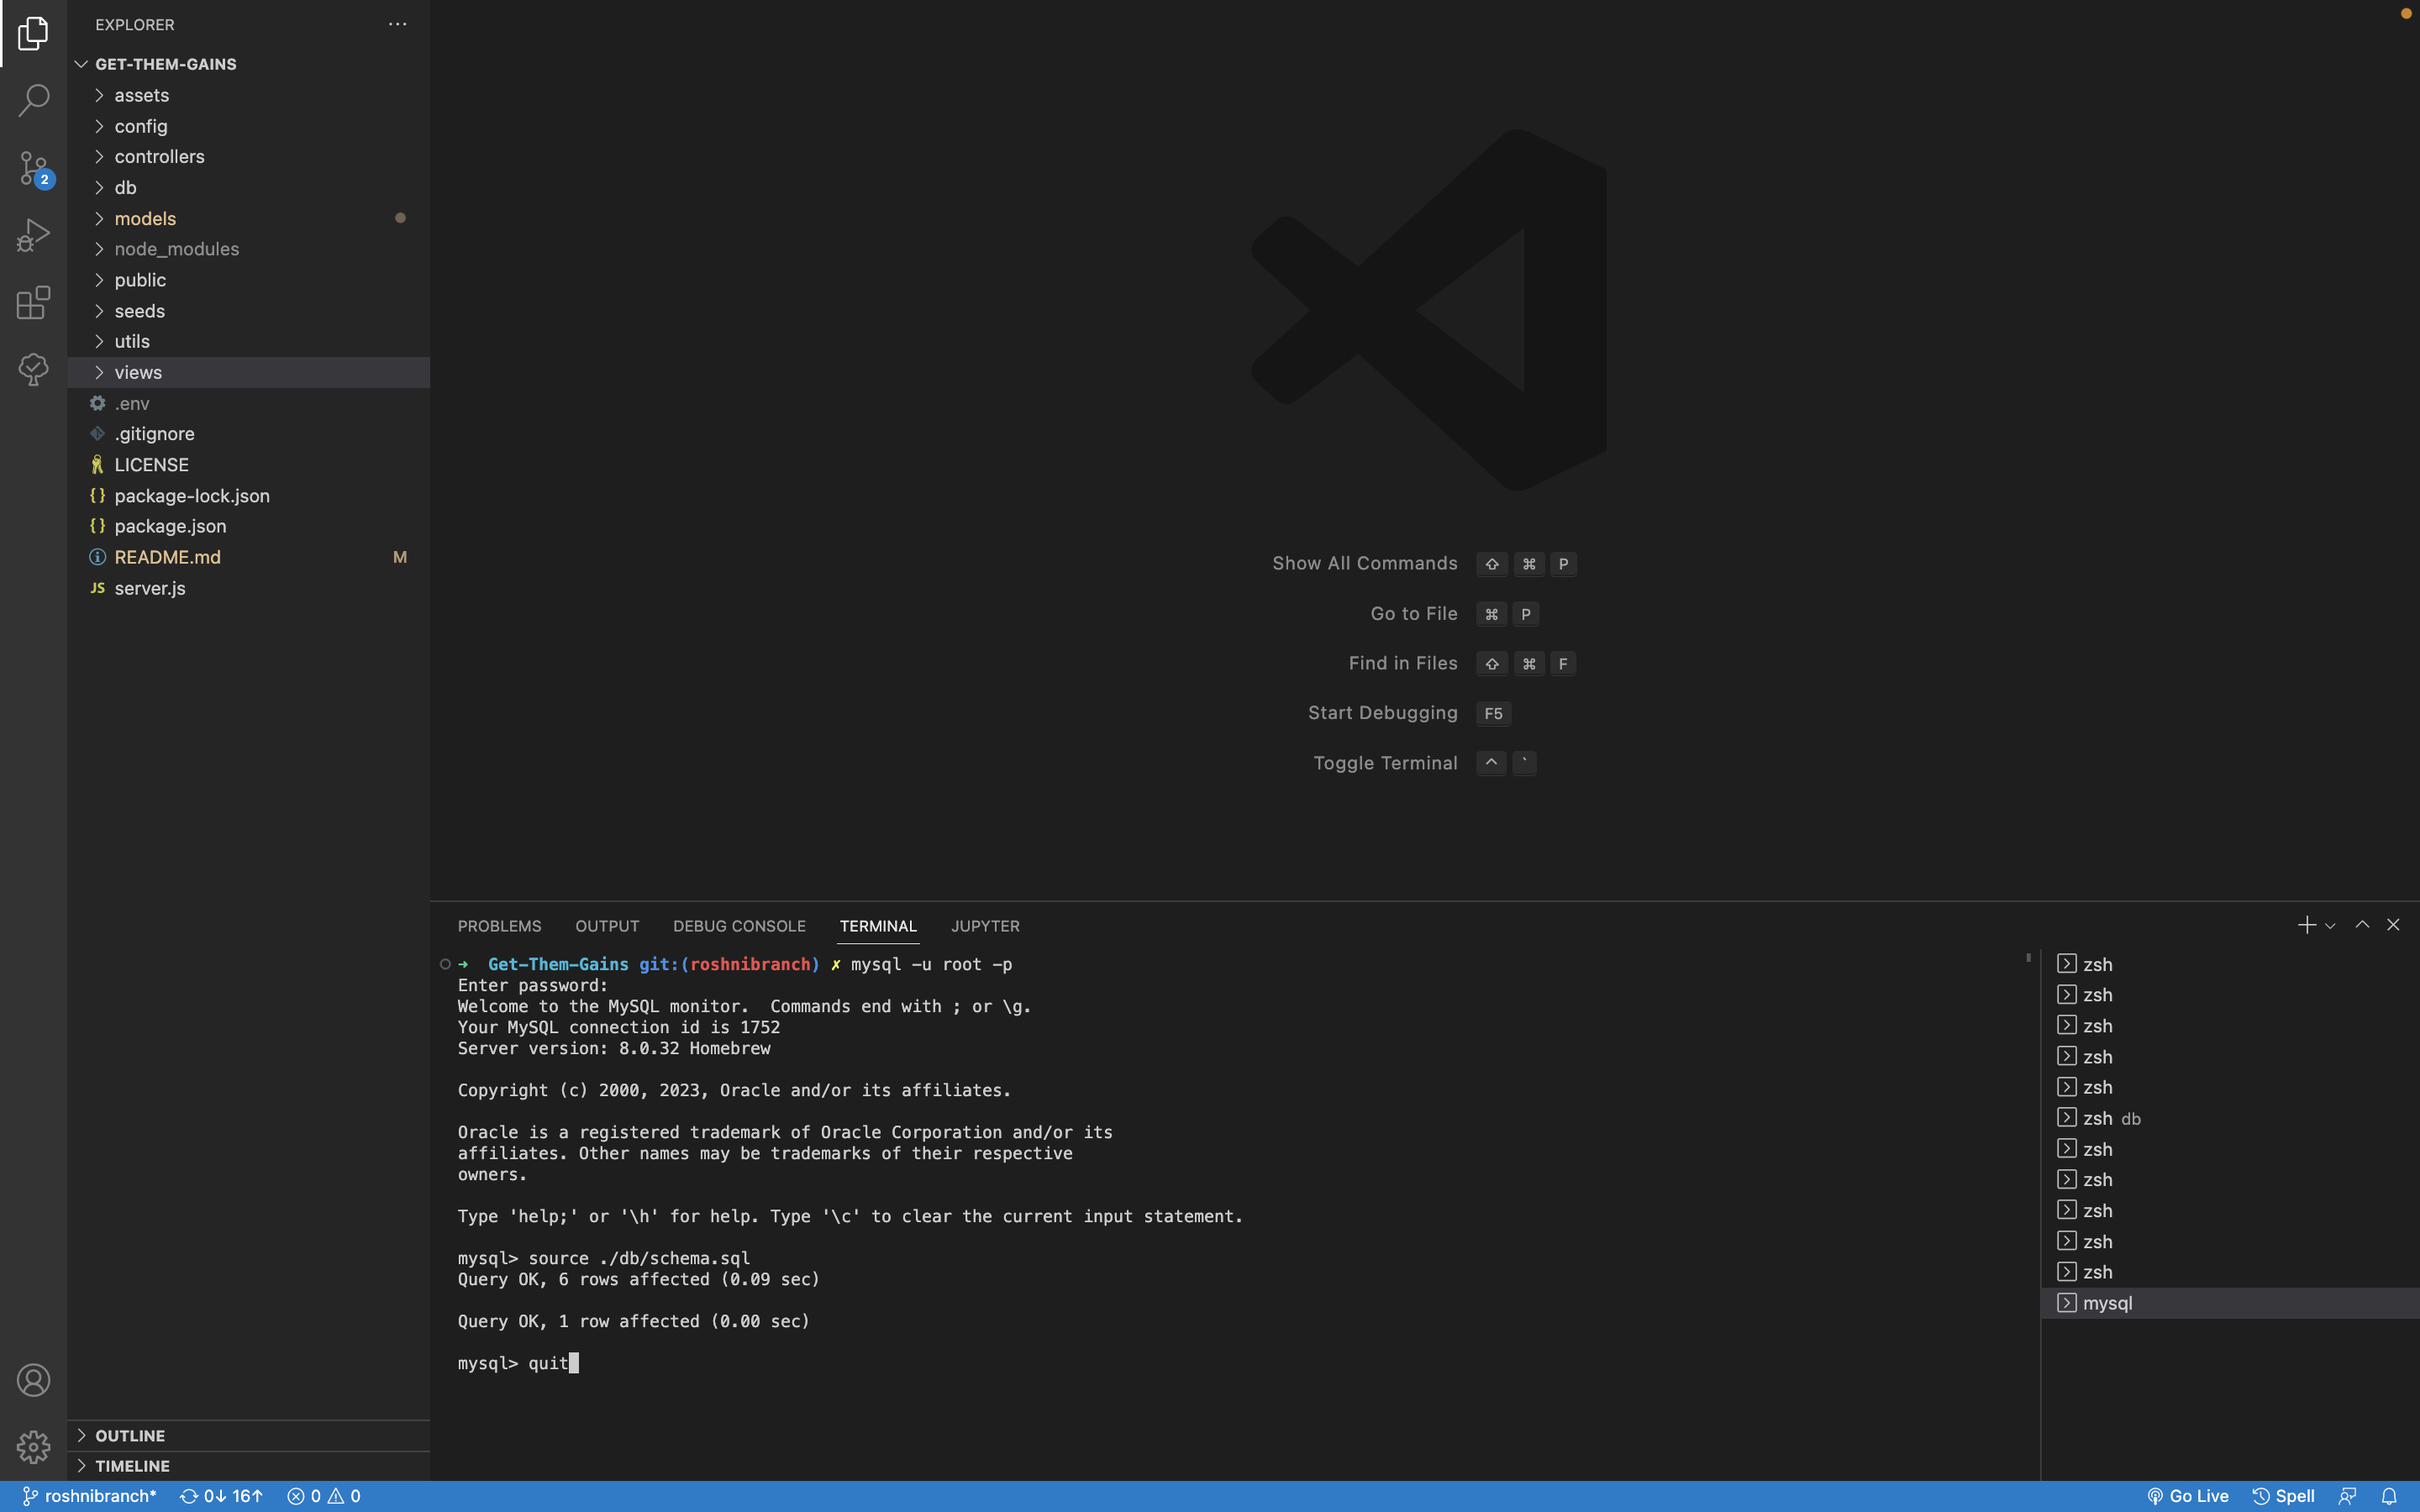 EXPLORER
GET-THEM-GAINS
assets
config
controllers
db
models
node_modules
public
seeds
utils
views
.env
.gitignore
LICENSE
{} package-lock.json
{} package.json
README.md M
JS server.js
OUTLINE
TIMELINE
2
Show All Commands ⇧ ⌘ P
Go to File ⌘ P
Find in Files ⇧ ⌘ F
Start Debugging F5
Toggle Terminal ^ `
PROBLEMS OUTPUT DEBUG CONSOLE TERMINAL JUPYTER
➜ Get-Them-Gains git:(roshnibranch) ✗ mysql -u root -p
Enter password:
Welcome to the MySQL monitor.  Commands end with ; or \g.
Your MySQL connection id is 1752
Server version: 8.0.32 Homebrew
Copyright (c) 2000, 2023, Oracle and/or its affiliates.
Oracle is a registered trademark of Oracle Corporation and/or its
affiliates. Other names may be trademarks of their respective
owners.
Type 'help;' or '\h' for help. Type '\c' to clear the current input statement.
mysql> source ./db/schema.sql
Query OK, 6 rows affected (0.09 sec)
Query OK, 1 row affected (0.00 sec)
mysql> quit
zsh
zsh
zsh
zsh
zsh
zsh db
zsh
zsh
zsh
zsh
zsh
mysql
roshnibranch* 0↓ 16↑ 0 0 Go Live Spell